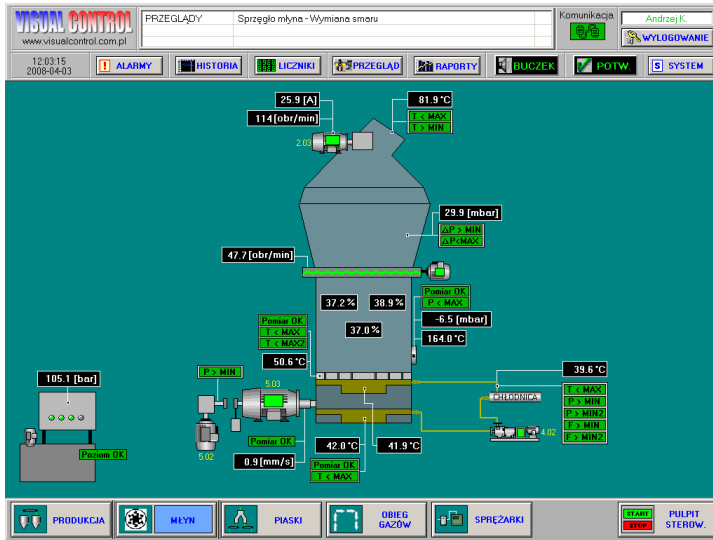 VISUAL CONTROL
www.visualcontrol.com.pl
PRZEGLĄDY Sprzęgło młyna - Wymiana smaru
Komunikacja
Andrzej K.
WYLOGOWANIE
12:03:15
2008-04-03
ALARMY
HISTORIA
LICZNIKI
PRZEGLĄD
RAPORTY
BUCZEK
POTW.
S SYSTEM
25.9 [A]
114 [obr/min]
2.03
81.9 °C
T < MAX
T > MIN
29.9 [mbar]
ΔP > MIN
ΔP<MAX
47.7 [obr/min]
37.2 %
38.9 %
37.0 %
Pomiar OK
P < MAX
-6.5 [mbar]
164.0 °C
Pomiar OK
T < MAX
T < MAX2
50.6 °C
105.1 [bar]
Poziom OK
P > MIN
5.03
5.02
Pomiar OK
0.9 [mm/s]
42.0 °C
41.9 °C
Pomiar OK
T < MAX
39.6 °C
CHŁODNICA
T < MAX
P > MIN
P > MIN2
F > MIN
F > MIN2
4.02
PRODUKCJA
MŁYN
PIASKI
OBIEG
GAZÓW
SPRĘŻARKI
START
STOP
PULPIT
STEROW.